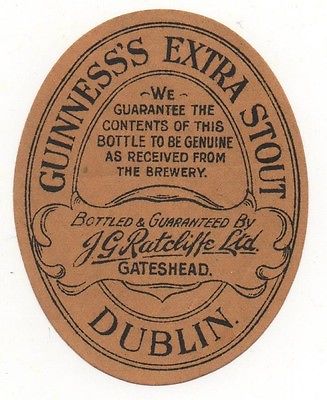 GUINNESS'S EXTRA STOUT
—WE—
GUARANTEE THE
CONTENTS OF THIS
BOTTLE TO BE GENUINE
AS RECEIVED FROM
THE BREWERY.
BOTTLED & GUARANTEED BY
J G Ratcliffe Ltd.
GATESHEAD.
DUBLIN.